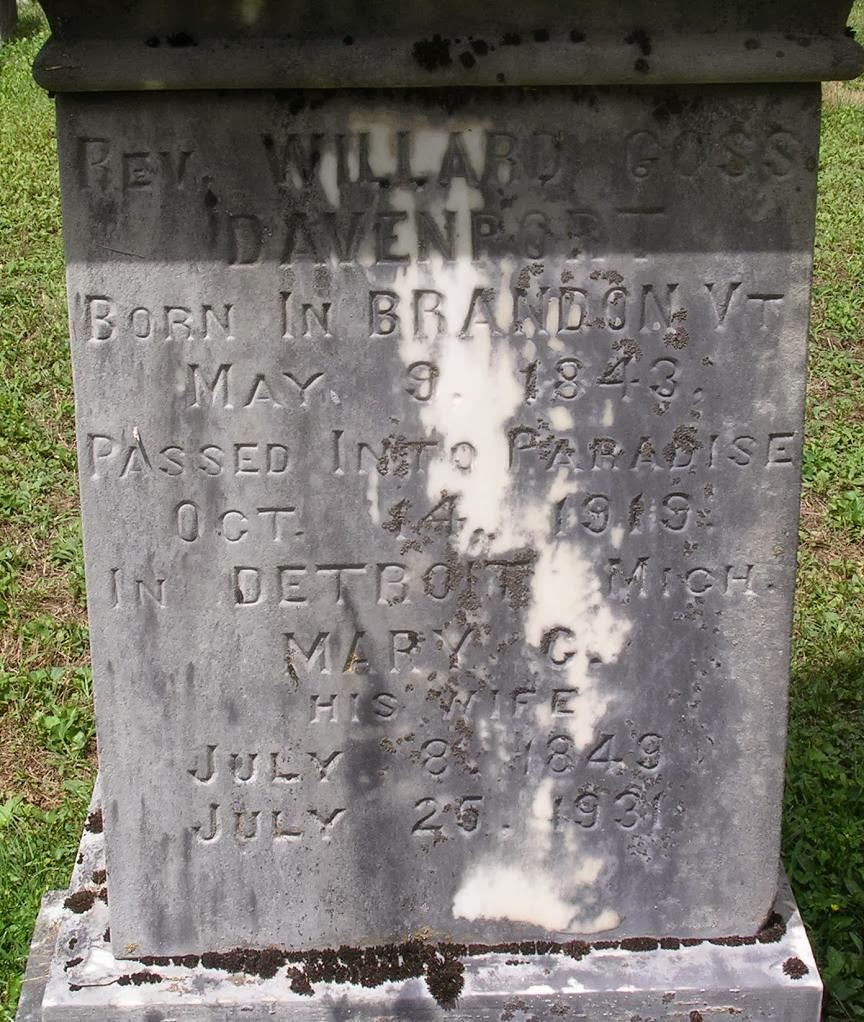 REV. WILLARD GOSS
DAVENPORT
BORN IN BRANDON VT
MAY. 9. 1843.
PASSED INTO PARADISE
OCT. 14. 1919.
IN DETROIT MICH.
MARY C.
HIS WIFE
JULY 8. 1849
JULY 25. 1931